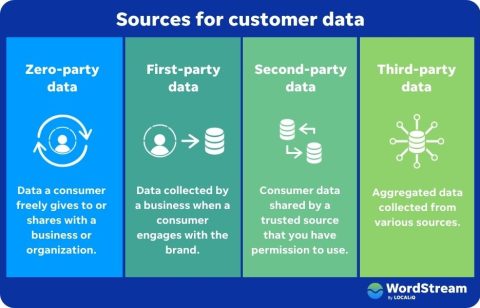 Sources for customer data
Zero-party
data
Data a consumer
freely gives to or
shares with a
business or
organization.
First-party
data
Data collected by
a business when a
consumer
engages with the
brand.
Second-party
data
Consumer data
shared by a
trusted source
that you have
permission to use.
Third-party
data
Aggregated data
collected from
various sources.
WordStream
By LOCALiQ